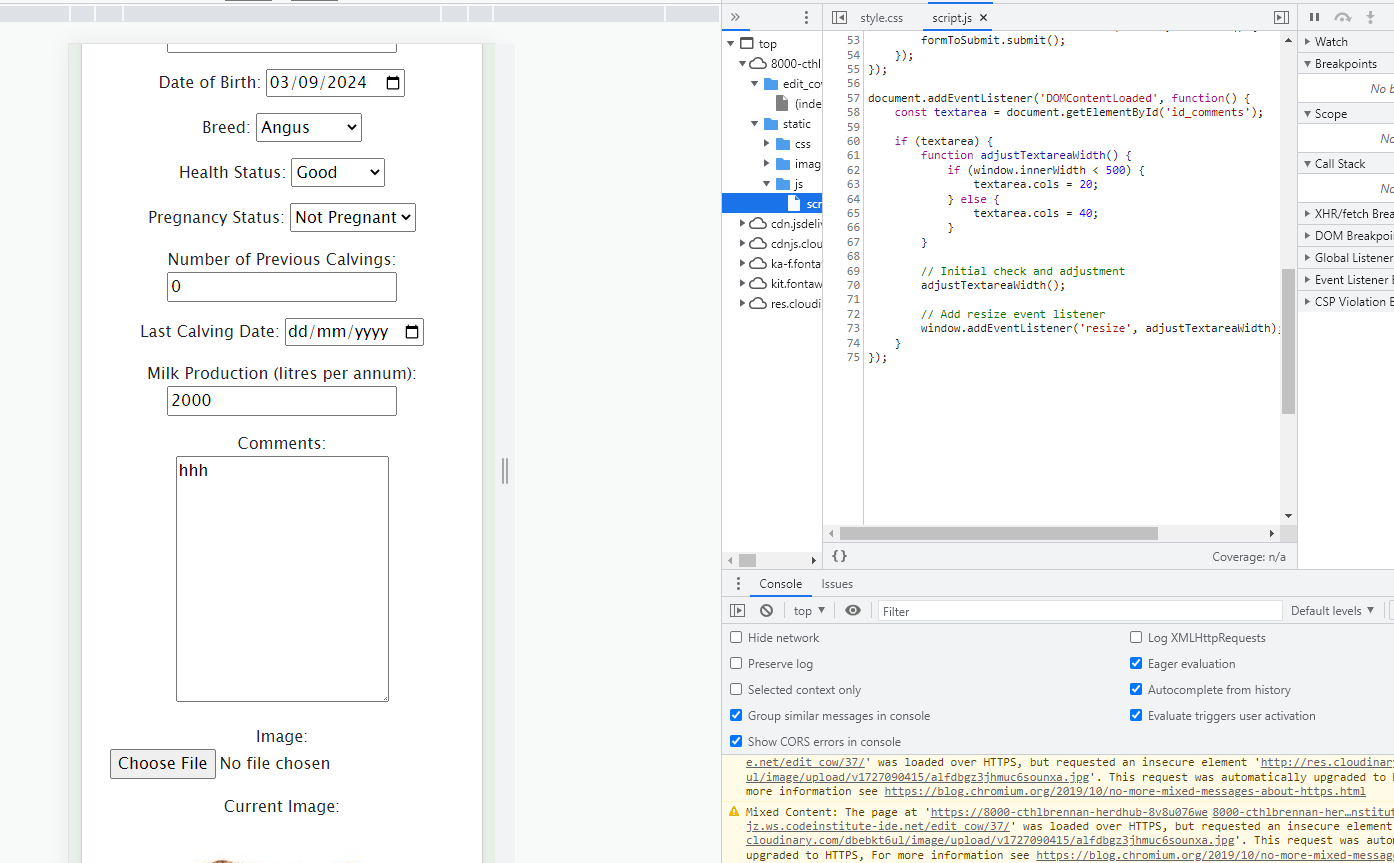 Date of Birth: 03/09/2024
Breed: Angus
Health Status: Good
Pregnancy Status: Not Pregnant
Number of Previous Calvings:
0
Last Calving Date: dd/mm/yyyy
Milk Production (litres per annum):
2000
Comments:
hhh
Image:
Choose File No file chosen
Current Image:
top
8000-cthl
edit_co
(inde
static
css
imag
js
scr
cdn.jsdeli
cdnjs.clou
ka-f.fonta
kit.fontaw
res.cloudi
style.css script.js ×
53 formToSubmit.submit();
54 });
55 });
56
57 document.addEventListener('DOMContentLoaded', function() {
58 const textarea = document.getElementById('id_comments');
59
60 if (textarea) {
61 function adjustTextareaWidth() {
62 if (window.innerWidth < 500) {
63 textarea.cols = 20;
64 } else {
65 textarea.cols = 40;
66 }
67 }
68
69 // Initial check and adjustment
70 adjustTextareaWidth();
71
72 // Add resize event listener
73 window.addEventListener('resize', adjustTextareaWidth);
74 }
75 });
{} Coverage: n/a
Watch
Breakpoints
No b
Scope
No
Call Stack
No
XHR/fetch Brea
DOM Breakpoi
Global Listener
Event Listener B
CSP Violation B
Console Issues
top Filter Default levels
Hide network Log XMLHttpRequests
Preserve log Eager evaluation
Selected context only Autocomplete from history
Group similar messages in console Evaluate triggers user activation
Show CORS errors in console
e.net/edit_cow/37/' was loaded over HTTPS, but requested an insecure element 'http://res.cloudinar
ul/image/upload/v1727090415/alfdbgz3jhmuc6sounxa.jpg'. This request was automatically upgraded to
more information see https://blog.chromium.org/2019/10/no-more-mixed-messages-about-https.html
Mixed Content: The page at 'https://8000-cthlbrennan-herdhub-8v8u076we 8000-cthlbrennan-her…nstitut
jz.ws.codeinstitute-ide.net/edit_cow/37/' was loaded over HTTPS, but requested an insecure element
cloudinary.com/dbebkt6ul/image/upload/v1727090415/alfdbgz3jhmuc6sounxa.jpg'. This request was auto
upgraded to HTTPS, For more information see https://blog.chromium.org/2019/10/no-more-mixed-messag